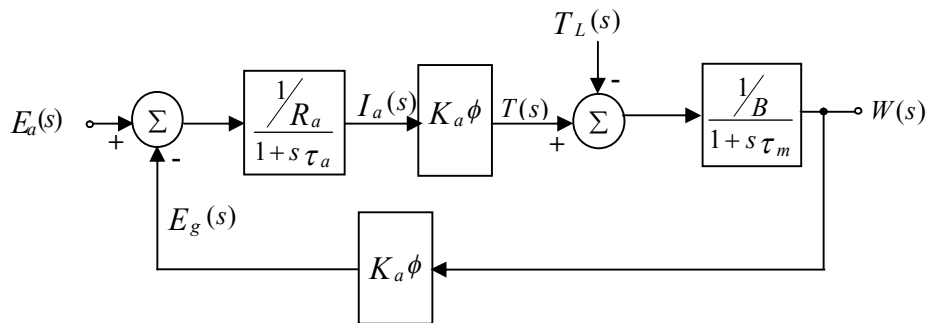 T_L(s)
-
E_a(s)
+
Σ
-
1/R_a
1+sτ_a
I_a(s)
K_aϕ
T(s)
+
Σ
1/B
1+sτ_m
W(s)
E_g(s)
K_aϕ